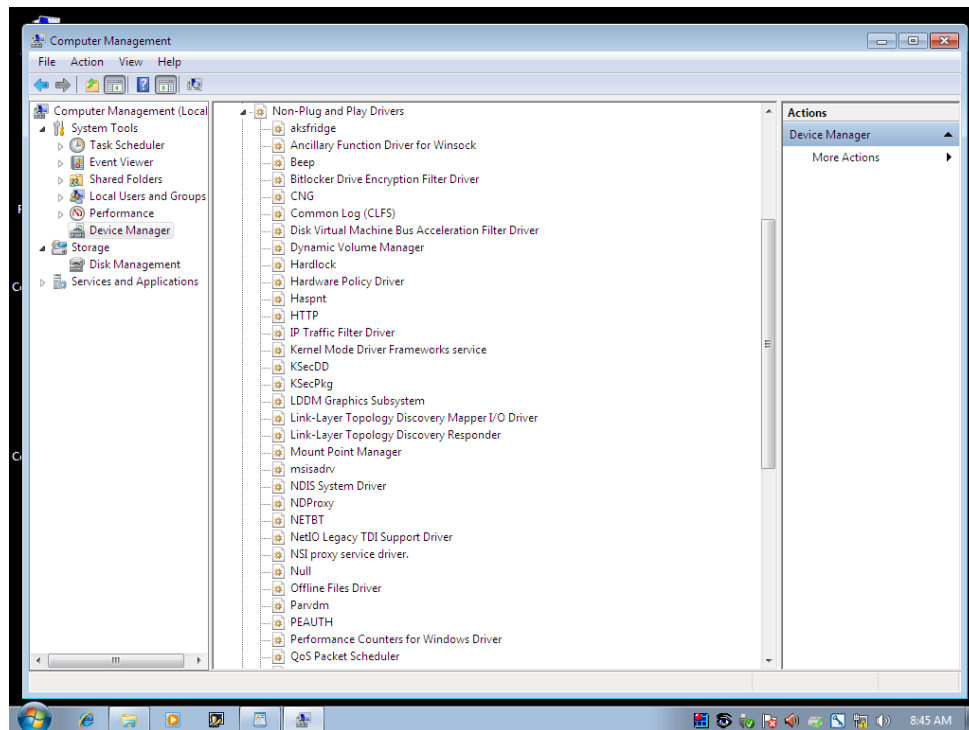 Computer Management
File Action View Help
Computer Management (Local
System Tools
Task Scheduler
Event Viewer
Shared Folders
Local Users and Groups
Performance
Device Manager
Storage
Disk Management
Services and Applications
Non-Plug and Play Drivers
aksfridge
Ancillary Function Driver for Winsock
Beep
Bitlocker Drive Encryption Filter Driver
CNG
Common Log (CLFS)
Disk Virtual Machine Bus Acceleration Filter Driver
Dynamic Volume Manager
Hardlock
Hardware Policy Driver
Haspnt
HTTP
IP Traffic Filter Driver
Kernel Mode Driver Frameworks service
KSecDD
KSecPkg
LDDM Graphics Subsystem
Link-Layer Topology Discovery Mapper I/O Driver
Link-Layer Topology Discovery Responder
Mount Point Manager
msisadrv
NDIS System Driver
NDProxy
NETBT
NetIO Legacy TDI Support Driver
NSI proxy service driver.
Null
Offline Files Driver
Parvdm
PEAUTH
Performance Counters for Windows Driver
QoS Packet Scheduler
Actions
Device Manager
More Actions
8:45 AM